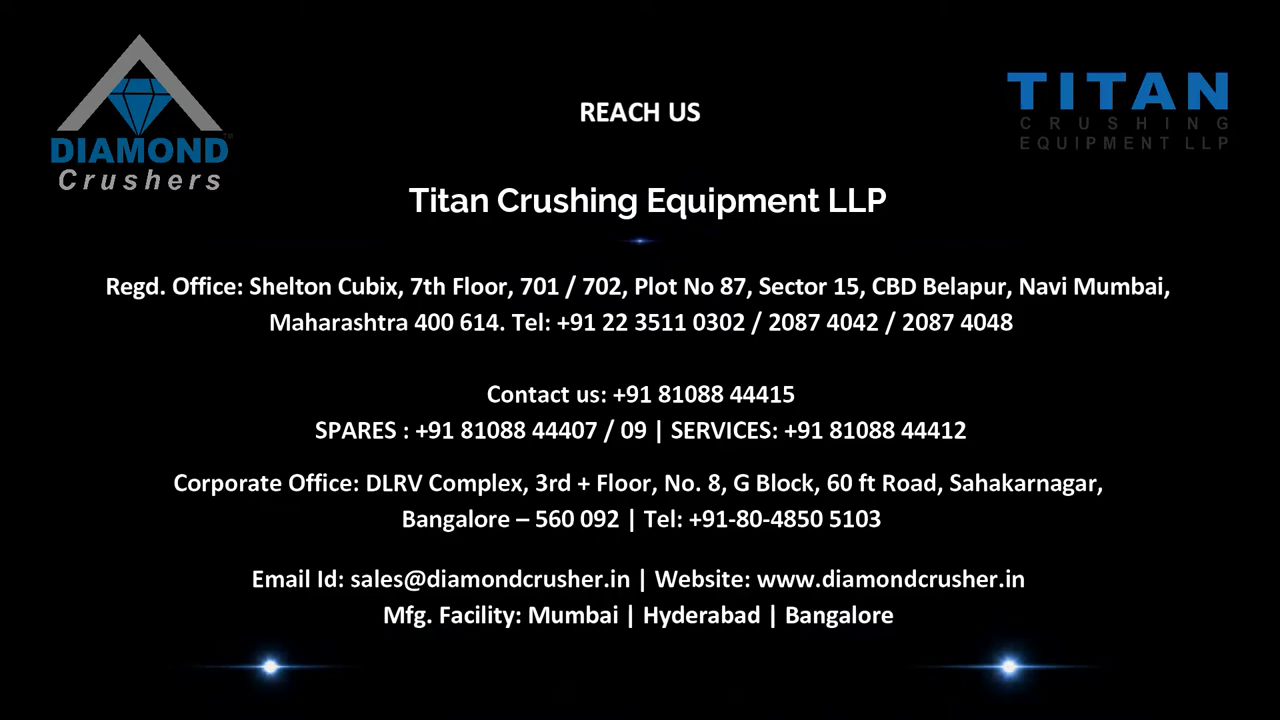 DIAMOND™
Crushers
TITAN
CRUSHING
EQUIPMENT LLP
REACH US
Titan Crushing Equipment LLP
Regd. Office: Shelton Cubix, 7th Floor, 701 / 702, Plot No 87, Sector 15, CBD Belapur, Navi Mumbai,
Maharashtra 400 614. Tel: +91 22 3511 0302 / 2087 4042 / 2087 4048
Contact us: +91 81088 44415
SPARES : +91 81088 44407 / 09 | SERVICES: +91 81088 44412
Corporate Office: DLRV Complex, 3rd + Floor, No. 8, G Block, 60 ft Road, Sahakarnagar,
Bangalore – 560 092 | Tel: +91-80-4850 5103
Email Id: sales@diamondcrusher.in | Website: www.diamondcrusher.in
Mfg. Facility: Mumbai | Hyderabad | Bangalore